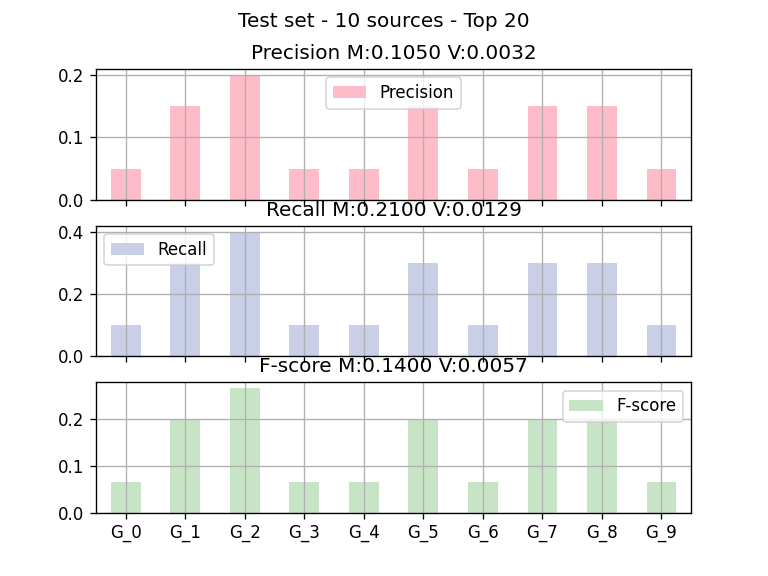 Test set - 10 sources - Top 20
Precision M:0.1050 V:0.0032
0.2
0.1
0.0
Precision
Recall M:0.2100 V:0.0129
0.4
0.2
0.0
Recall
F-score M:0.1400 V:0.0057
0.2
0.1
0.0
F-score
G_0 G_1 G_2 G_3 G_4 G_5 G_6 G_7 G_8 G_9